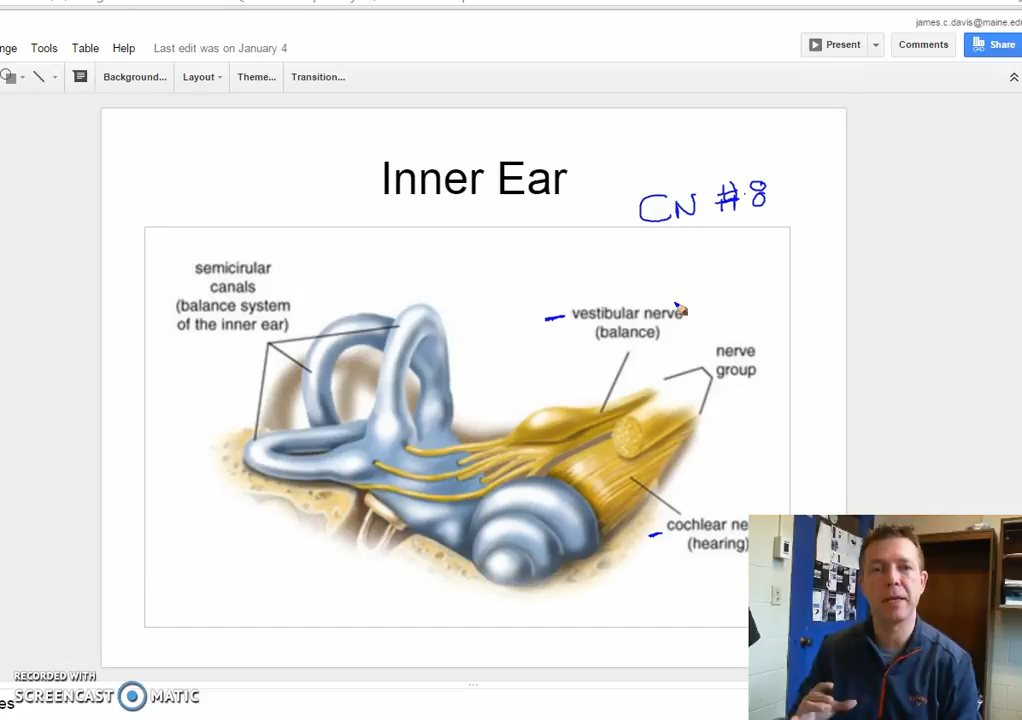 james.c.davis@maine.ed
nge Tools Table Help Last edit was on January 4
Present Comments Share
Background... Layout Theme... Transition...
Inner Ear
CN #8
semicirular
canals
(balance system
of the inner ear)
vestibular nerve
(balance)
nerve
group
cochlear ne
(hearing)
RECORDED WITH
SCREENCAST MATIC
es